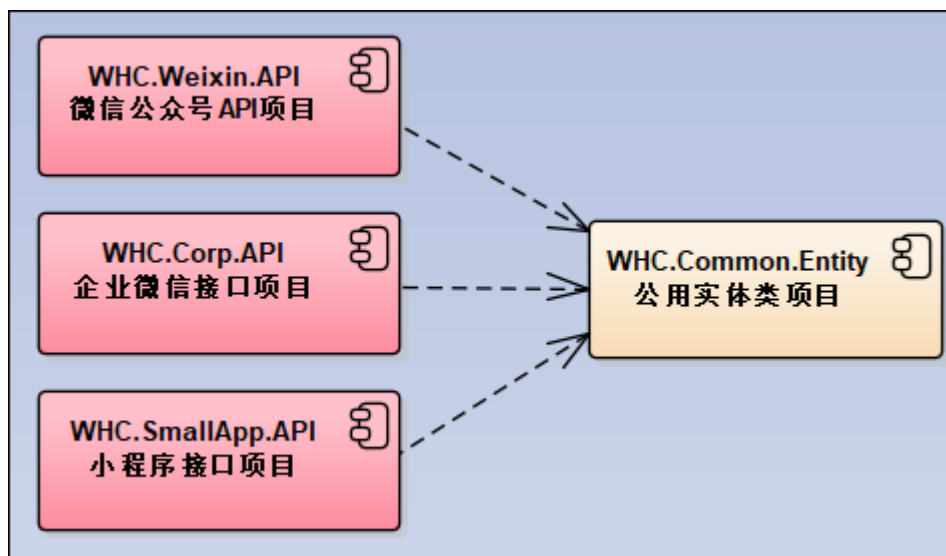 WHC.Weixin.API
微信公众号API项目
WHC.Corp.API
企业微信接口项目
WHC.SmallApp.API
小程序接口项目
WHC.Common.Entity
公用实体类项目